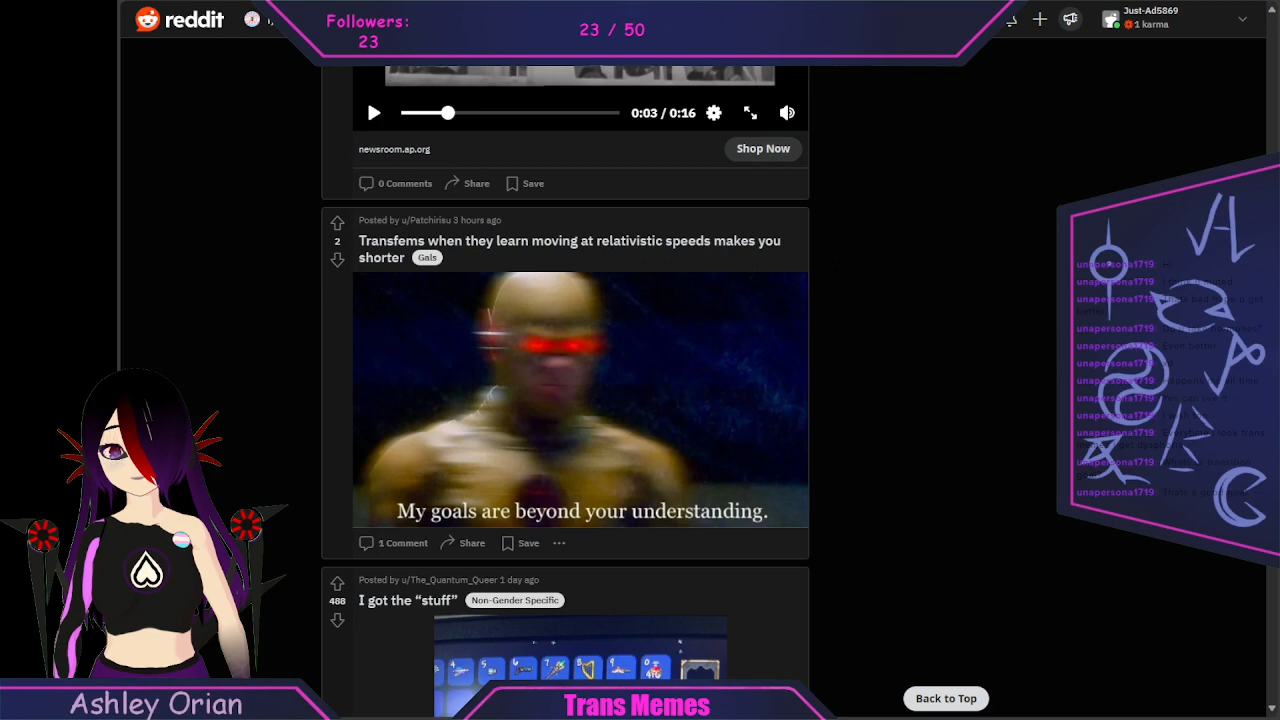 reddit
Followers:
23
23 / 50
Just-Ad5869
1 karma
0:03 / 0:16
newsroom.ap.org
Shop Now
0 Comments Share Save
Posted by u/Patchirisu 3 hours ago
2
Transfems when they learn moving at relativistic speeds makes you
shorter Gals
My goals are beyond your understanding.
1 Comment Share Save
Posted by u/The_Quantum_Queer 1 day ago
488
I got the “stuff” Non-Gender Specific
Back to Top
Ashley Orian
Trans Memes
unapersona1719: Hi
unapersona1719:
unapersona1719:
unapersona1719:
unapersona1719: Even better
unapersona1719:
unapersona1719:
unapersona1719:
unapersona1719:
unapersona1719:
unapersona1719:
unapersona1719: